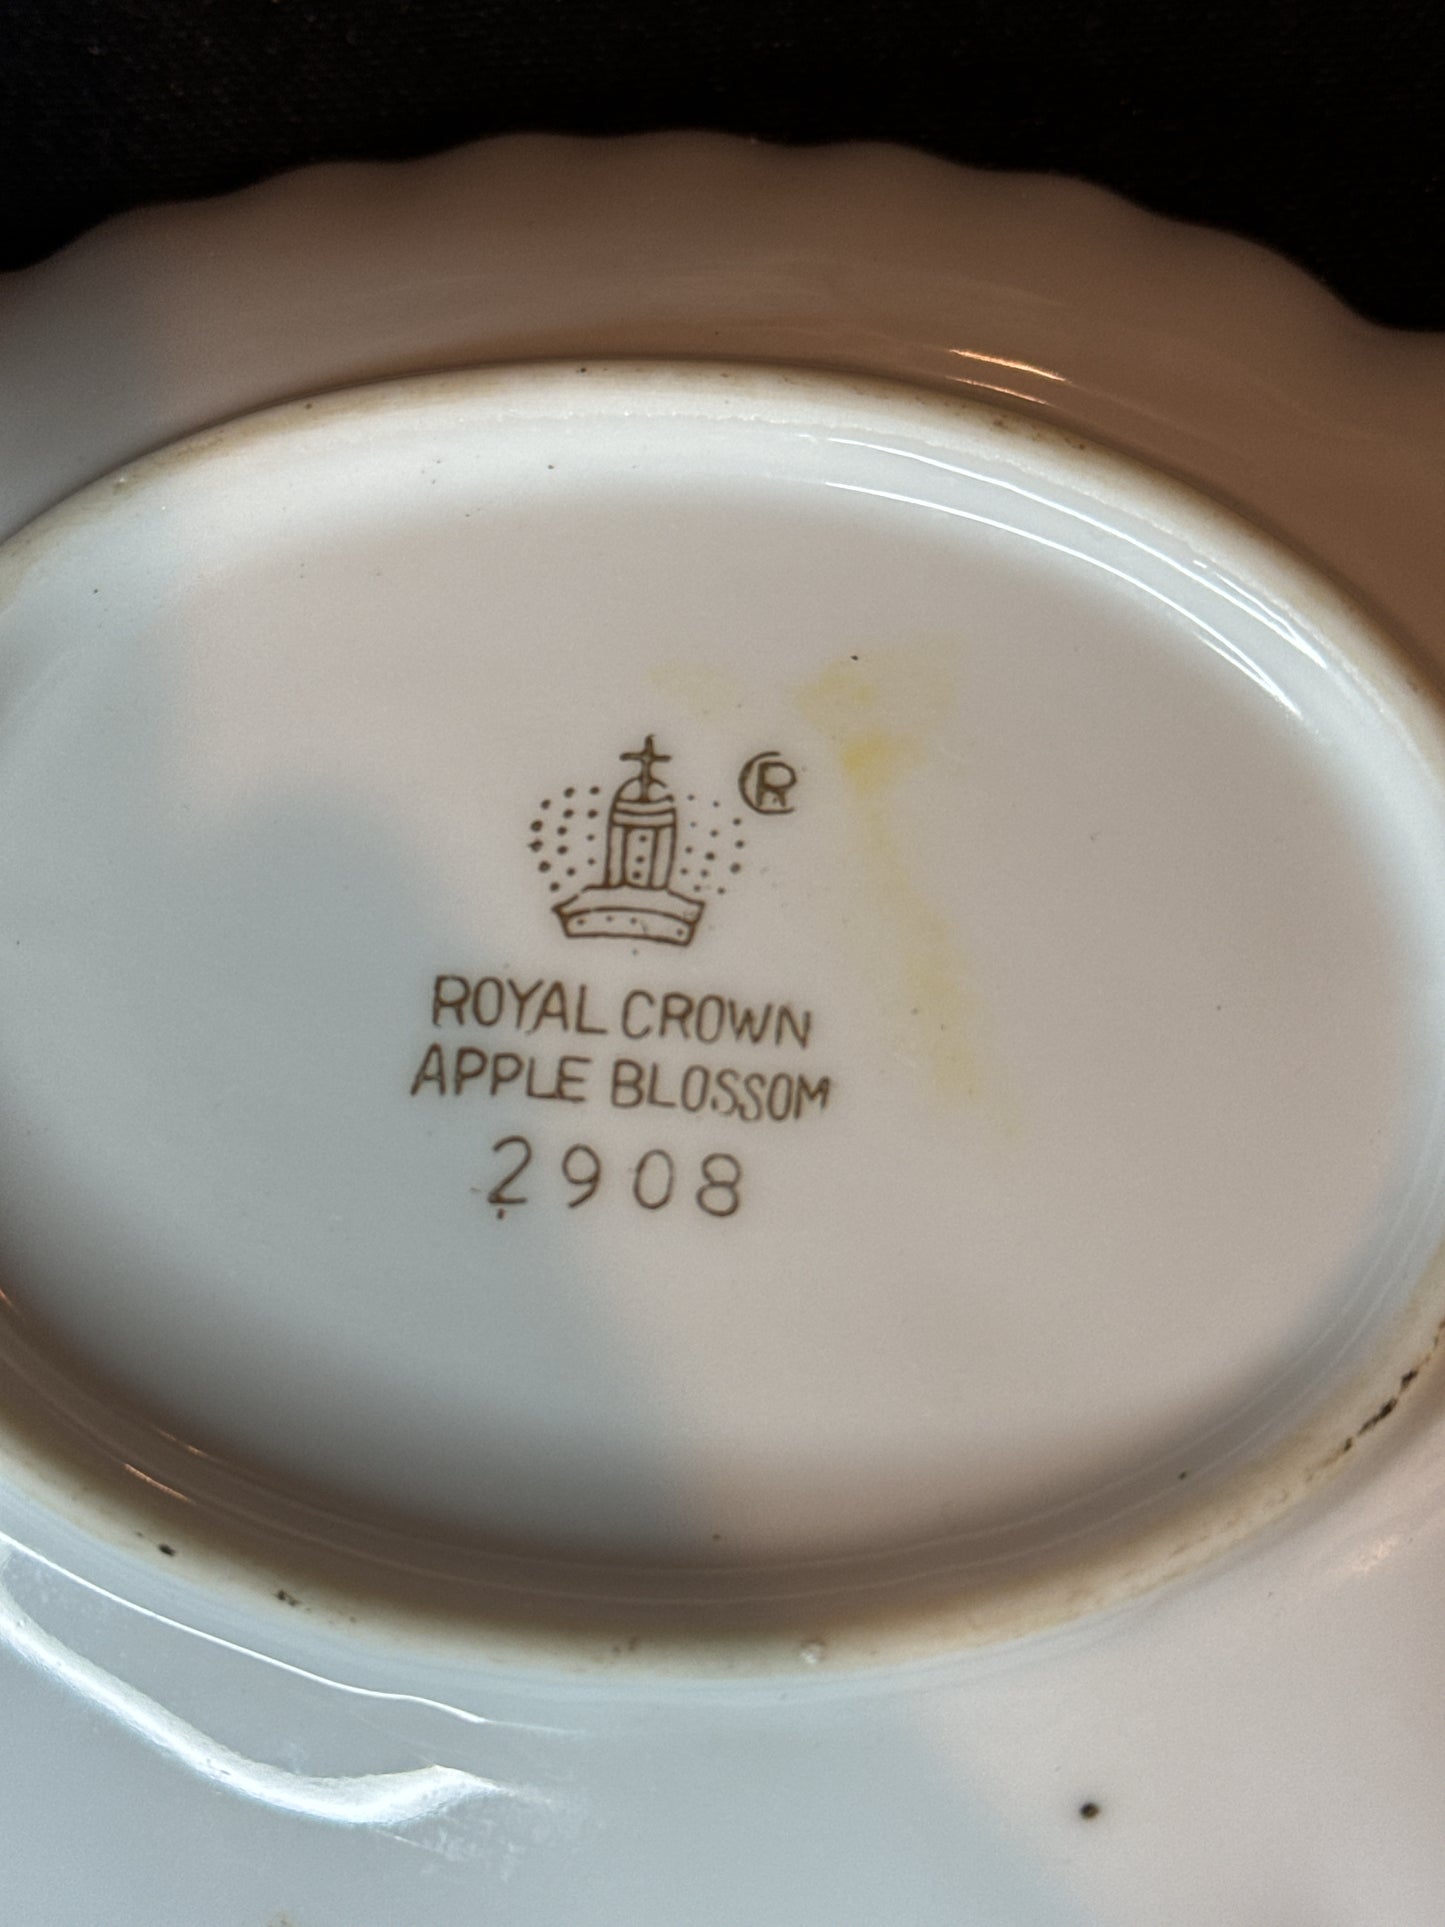 ®
ROYAL CROWN
APPLE BLOSSOM
2908